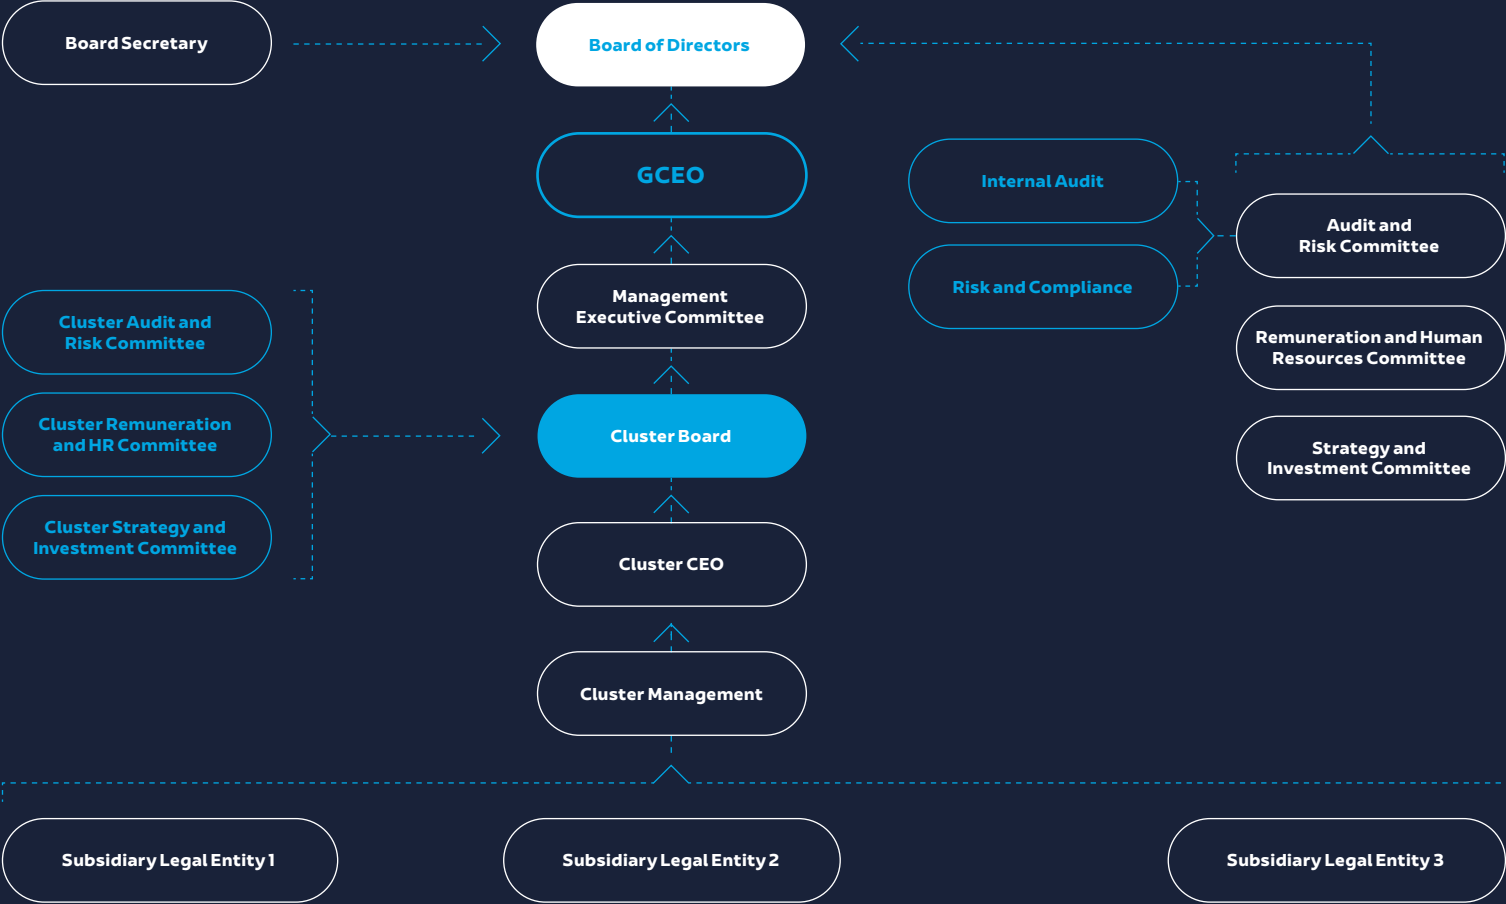 Board Secretary
Board of Directors
GCEO
Internal Audit
Risk and Compliance
Audit and
Risk Committee
Remuneration and Human
Resources Committee
Strategy and
Investment Committee
Management
Executive Committee
Cluster Audit and
Risk Committee
Cluster Remuneration
and HR Committee
Cluster Strategy and
Investment Committee
Cluster Board
Cluster CEO
Cluster Management
Subsidiary Legal Entity 1
Subsidiary Legal Entity 2
Subsidiary Legal Entity 3